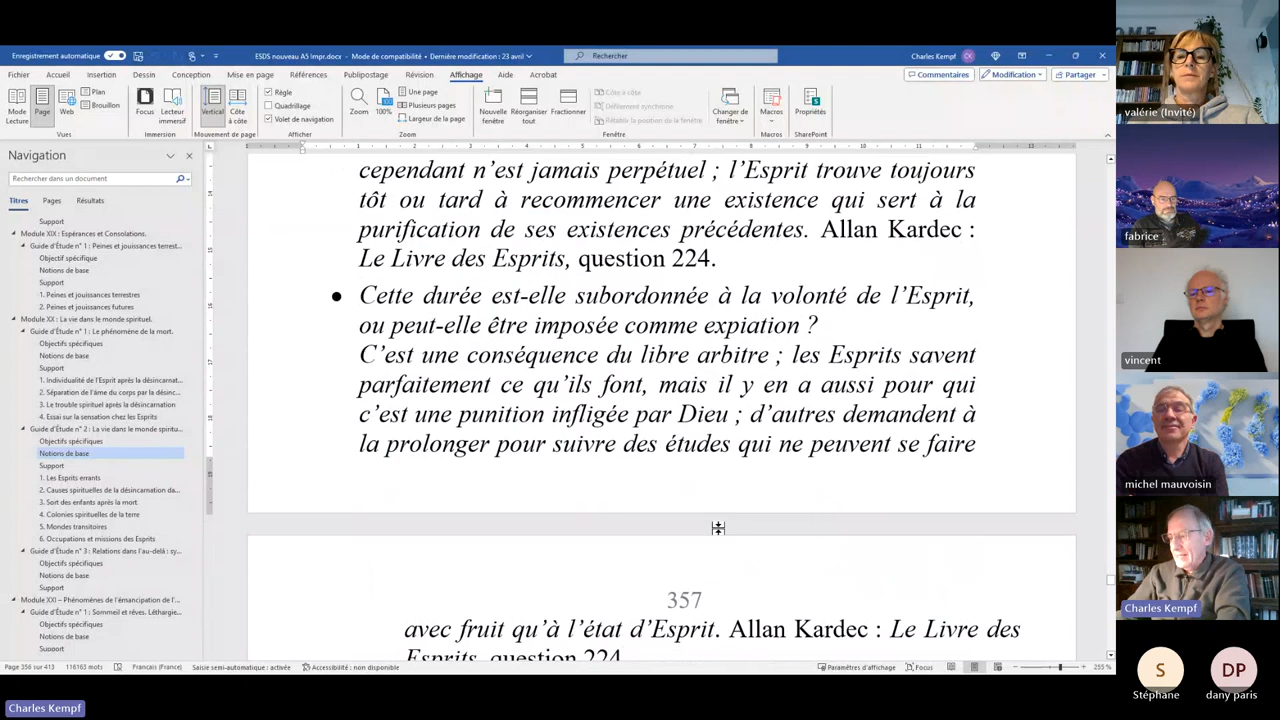 Enregistrement automatique
ESDS nouveau A5 Impr.docx • Mode de compatibilité • Dernière modification : 23 avril
Rechercher
Charles Kempf
CK
Fichier Accueil Insertion Dessin Conception Mise en page Références Publipostage Révision Affichage Aide Acrobat
Commentaires Modification Partager
Mode Lecture
Page
Web
Plan
Brouillon
Vues
Focus
Lecteur immersif
Immersion
Vertical
Côte à côte
Mouvement de page
Règle
Quadrillage
Volet de navigation
Afficher
Zoom
100%
Une page
Plusieurs pages
Largeur de la page
Zoom
Nouvelle fenêtre
Réorganiser tout
Fractionner
Côte à côte
Défilement synchrone
Rétablir la position de la fenêtre
Fenêtre
Changer de fenêtre
Macros
Macros
Propriétés
SharePoint
Navigation
Rechercher dans un document
Titres Pages Résultats
Support
Module XIX : Espérances et Consolations.
Guide d'Étude n° 1 : Peines et jouissances terrest...
Objectif spécifique
Notions de base
Support
1. Peines et jouissances terrestres
2. Peines et jouissances futures
Module XX : La vie dans le monde spirituel.
Guide d'Étude n° 1 : Le phénomène de la mort.
Objectifs spécifiques
Notions de base
Support
1. Individualité de l'Esprit après la désincarnat...
2. Séparation de l'âme du corps par la désinc...
3. Le trouble spirituel après la désincarnation
4. Essai sur la sensation chez les Esprits
Guide d'Étude n° 2 : La vie dans le monde spiritu...
Objectifs spécifiques
Notions de base
Support
1. Les Esprits errants
2. Causes spirituelles de la désincarnation da...
3. Sort des enfants après la mort
4. Colonies spirituelles de la terre
5. Mondes transitoires
6. Occupations et missions des Esprits
Guide d'Étude n° 3 : Relations dans l'au-delà : sy...
Objectifs spécifiques
Notions de base
Support
Module XXI – Phénomènes de l'émancipation de l'...
Guide d'Étude n° 1 : Sommeil et rêves. Léthargie...
Objectifs spécifiques
Notions de base
Support
cependant n'est jamais perpétuel ; l'Esprit trouve toujours
tôt ou tard à recommencer une existence qui sert à la
purification de ses existences précédentes. Allan Kardec :
Le Livre des Esprits, question 224.
● Cette durée est-elle subordonnée à la volonté de l'Esprit,
ou peut-elle être imposée comme expiation ?
C'est une conséquence du libre arbitre ; les Esprits savent
parfaitement ce qu'ils font, mais il y en a aussi pour qui
c'est une punition infligée par Dieu ; d'autres demandent à
la prolonger pour suivre des études qui ne peuvent se faire
357
avec fruit qu'à l'état d'Esprit. Allan Kardec : Le Livre des
Esprits, question 224.
Page 356 sur 413 116163 mots Français (France) Saisie semi-automatique : activée Accessibilité : non disponible
Paramètres d'affichage Focus 255 %
valérie (Invité)
fabrice
vincent
michel mauvoisin
Charles Kempf
S
Stéphane
DP
dany paris
Charles Kempf